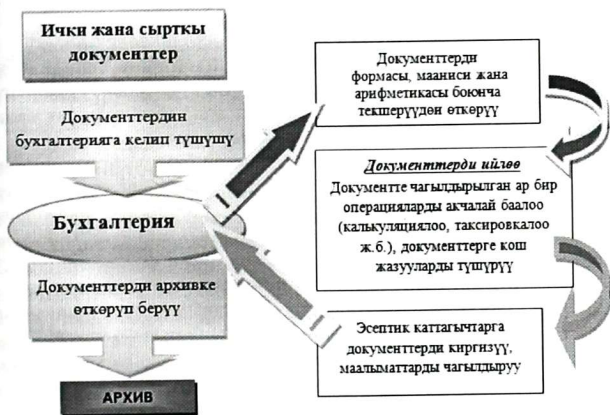 Ички жана сырткы
документтер
Документтердин
бухгалтерияга келип түшүшү
Бухгалтерия
Документтерди архивке
өткөрүп берүү
АРХИВ
Документтерди
формасы, мааниси жана
арифметикасы боюнча
текшерүүдөн өткөрүү
Документтерди ийлөө
Документте чагылдырылган ар бир
операцияларды акчалай баалоо
(калькуляциялоо, таксировкалоо
ж.б.), документтерге кош
жазууларды түшүрүү
Эсептик каттагычтарга
документтерди киргизүү,
маалыматтарды чагылдыруу